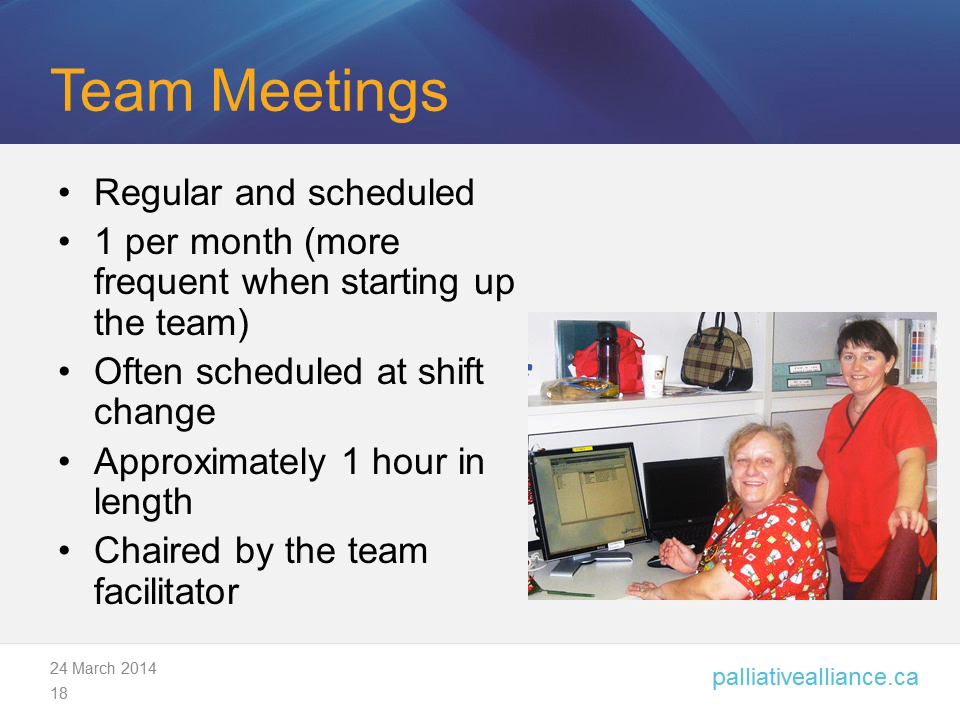 Team Meetings
• Regular and scheduled
• 1 per month (more
frequent when starting up
the team)
• Often scheduled at shift
change
• Approximately 1 hour in
length
• Chaired by the team
facilitator
24 March 2014
18
palliativealliance.ca